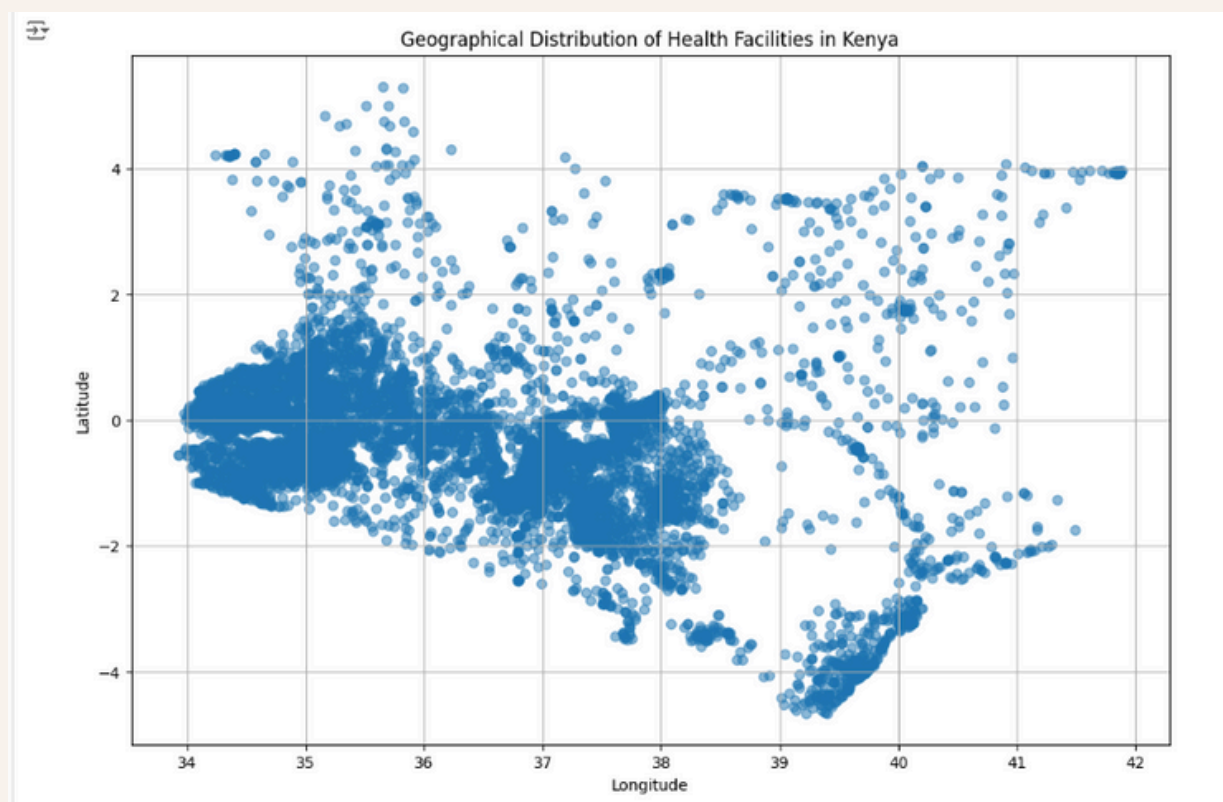 Geographical Distribution of Health Facilities in Kenya
4
2
0
−2
−4
Latitude
34 35 36 37 38 39 40 41 42
Longitude